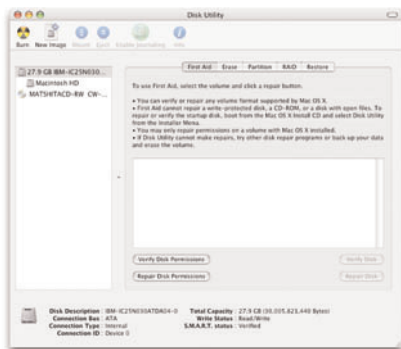 Disk Utility
Burn New Image Mount Eject Enable Journaling Info
27.9 GB IBM-IC25N030...
Macintosh HD
MATSHITACD-RW CW-...
First Aid Erase Partition RAID Restore
To use First Aid, select the volume and click a repair button.
• You can verify or repair any volume format supported by Mac OS X.
• First Aid cannot repair a write-protected disk, a CD-ROM, or a disk with open files. To
repair or verify the startup disk, boot from the Mac OS X Install CD and select Disk Utility
from the Installer Menu.
• You may only repair permissions on a volume with Mac OS X installed.
• If Disk Utility cannot make repairs, try other disk repair programs or back up your data
and erase the volume.
Verify Disk Permissions Verify Disk
Repair Disk Permissions Repair Disk
Disk Description : IBM-IC25N030ATDA04-0 Total Capacity : 27.9 GB (30,005,821,440 Bytes)
Connection Bus : ATA Write Status : Read/Write
Connection Type : Internal S.M.A.R.T. status : Verified
Connection ID : Device 0